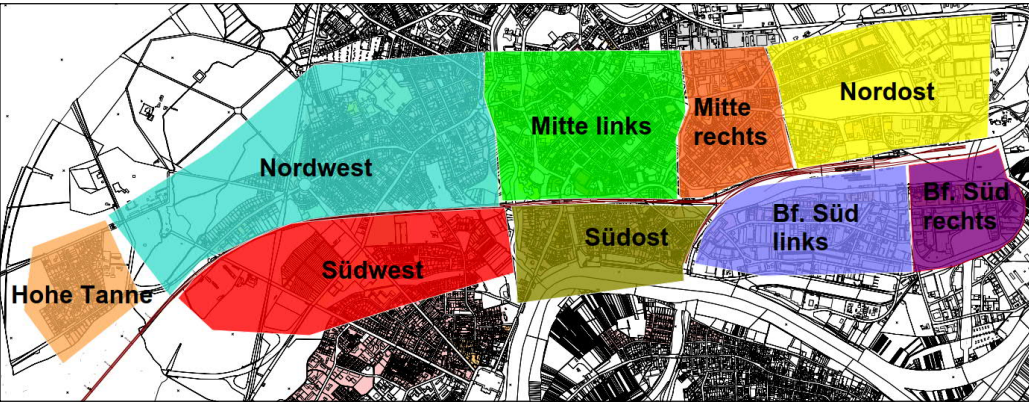 Nordost
Mitte links
Mitte
rechts
Nordwest
Bf. Süd
links
Bf. Süd
rechts
Südost
Südwest
Hohe Tanne